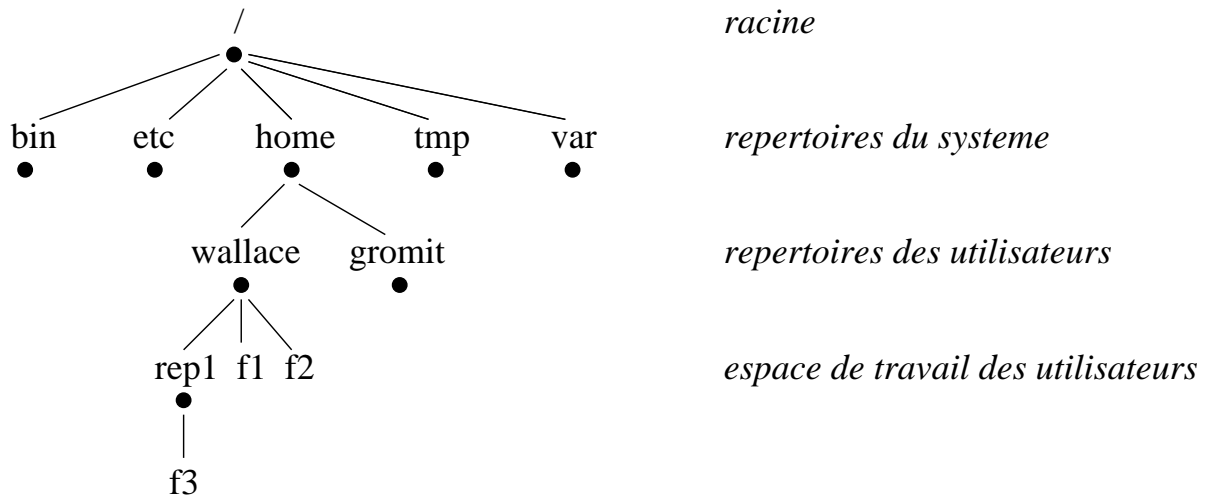 / racine
bin etc home tmp var repertoires du systeme
wallace gromit repertoires des utilisateurs
rep1 f1 f2 espace de travail des utilisateurs
f3